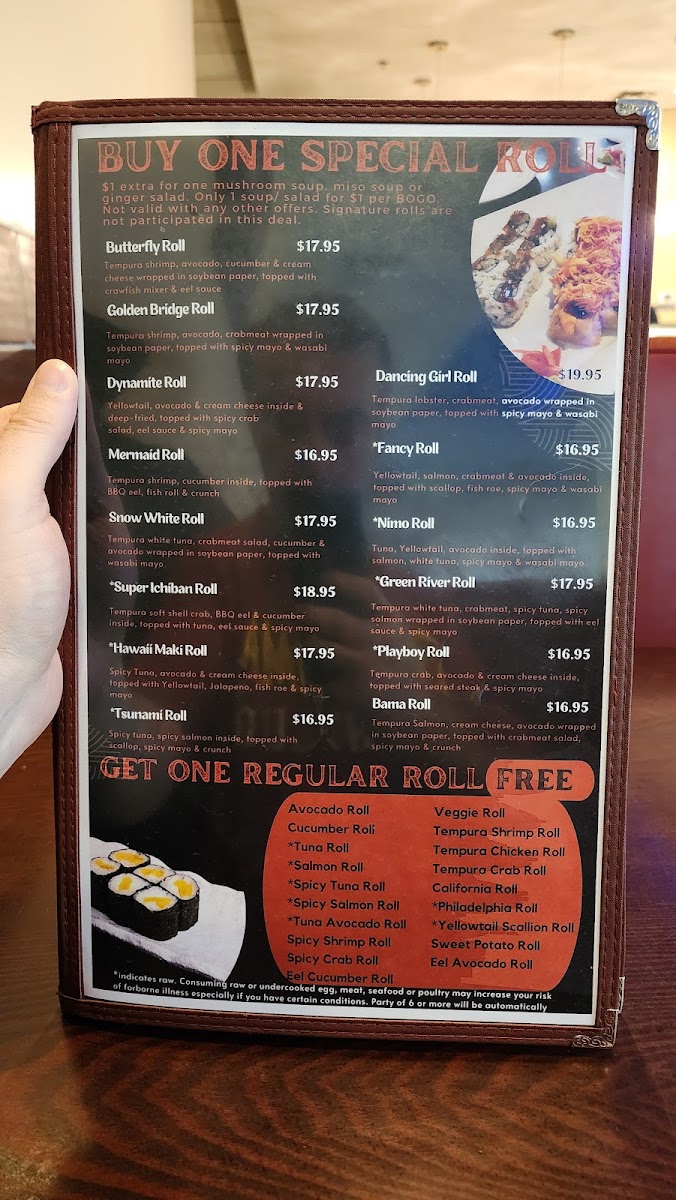 BUY ONE SPECIAL ROLL
$1 extra for one mushroom soup, miso soup or
ginger salad. Only 1 soup/ salad for $1 per BOGO.
Not valid with any other offers. Signature rolls are
not participated in this deal.
Butterfly Roll $17.95
Tempura shrimp, avocado, cucumber & cream
cheese wrapped in soybean paper, topped with
crawfish mixer & eel sauce
Golden Bridge Roll $17.95
Tempura shrimp, avocado, crabmeat wrapped in
soybean paper, topped with spicy mayo & wasabi
mayo
Dynamite Roll $17.95
Yellowtail, avocado & cream cheese inside &
deep-fried, topped with spicy crab
salad, eel sauce & spicy mayo
Mermaid Roll $16.95
Tempura shrimp, cucumber inside, topped with
BBQ eel, fish roll & crunch
Snow White Roll $17.95
Tempura white tuna, crabmeat salad, cucumber &
avocado wrapped in soybean paper, topped with
wasabi mayo
*Super Ichiban Roll $18.95
Tempura soft shell crab, BBQ eel & cucumber
inside, topped with tuna, eel sauce & spicy mayo
*Hawaii Maki Roll $17.95
Spicy Tuna, avocado & cream cheese inside,
topped with Yellowtail, Jalapeno, fish roe & spicy
mayo
*Tsunami Roll $16.95
Spicy tuna, spicy salmon inside, topped with
scallop, spicy mayo & crunch
Dancing Girl Roll $19.95
Tempura lobster, crabmeat, avocado wrapped in
soybean paper, topped with spicy mayo & wasabi
mayo
*Fancy Roll $16.95
Yellowtail, salmon, crabmeat & avocado inside,
topped with scallop, fish roe, spicy mayo & wasabi
mayo
*Nimo Roll $16.95
Tuna, Yellowtail, avocado inside, topped with
salmon, white tuna, spicy mayo & wasabi mayo
*Green River Roll $17.95
Tempura white tuna, crabmeat, spicy tuna, spicy
salmon wrapped in soybean paper, topped with eel
sauce & spicy mayo
*Playboy Roll $16.95
Tempura crab, avocado & cream cheese inside,
topped with seared steak & spicy mayo
Bama Roll $16.95
Tempura Salmon, cream cheese, avocado wrapped
in soybean paper, topped with crabmeat salad,
spicy mayo & crunch
GET ONE REGULAR ROLL FREE
Avocado Roll
Cucumber Roll
*Tuna Roll
*Salmon Roll
*Spicy Tuna Roll
*Spicy Salmon Roll
*Tuna Avocado Roll
Spicy Shrimp Roll
Spicy Crab Roll
Eel Cucumber Roll
Veggie Roll
Tempura Shrimp Roll
Tempura Chicken Roll
Tempura Crab Roll
California Roll
*Philadelphia Roll
*Yellowtail Scallion Roll
Sweet Potato Roll
Eel Avocado Roll
*indicates raw. Consuming raw or undercooked egg, meat, seafood or poultry may increase your risk
of forborne illness especially if you have certain conditions. Party of 6 or more will be automatically